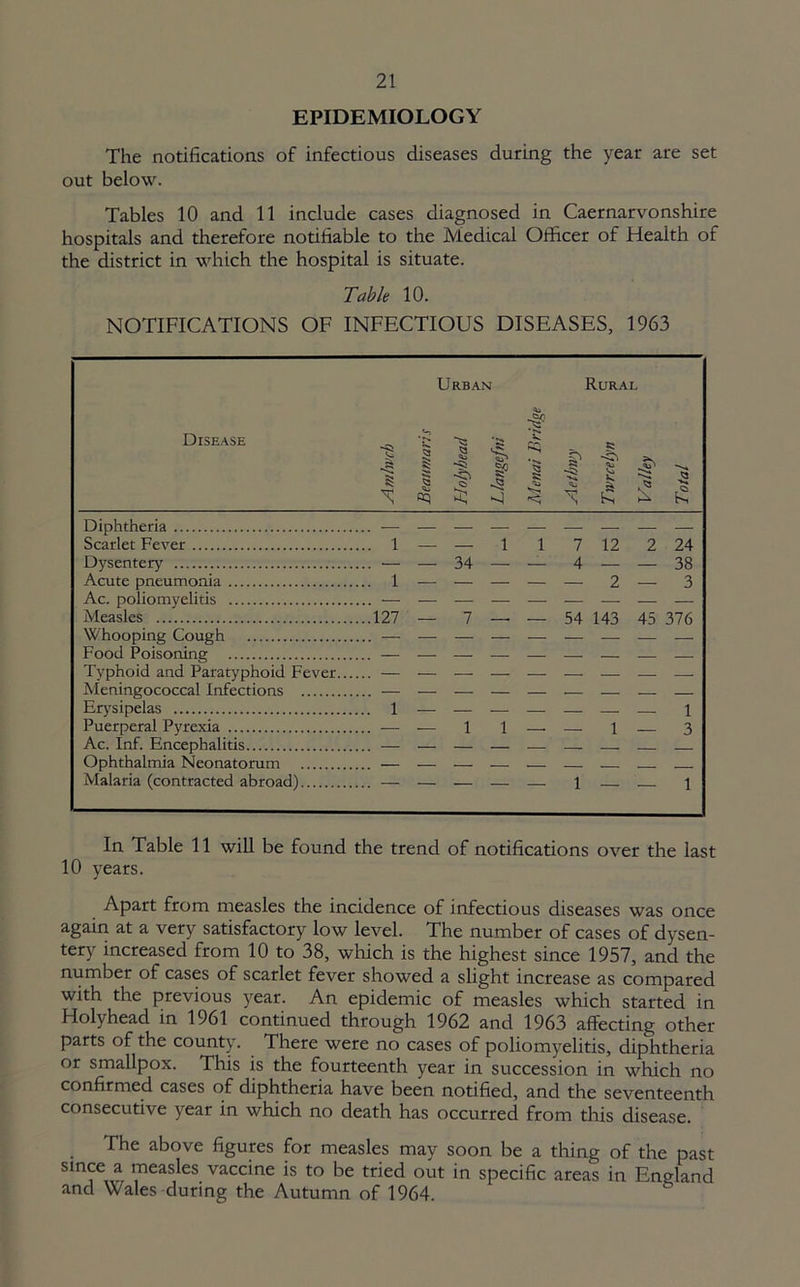 21
EPIDEMIOLOGY
The notifications of infectious diseases during the year are set
out below.
Tables 10 and 11 include cases diagnosed in Caernarvonshire
hospitals and therefore notifiable to the Medical Officer of Health of
the district in which the hospital is situate.
Table 10.
NOTIFICATIONS OF INFECTIOUS DISEASES, 1963
Urban Rural
Disease Amlwch Beaumaris Holyhead Llangefni Menai Bridge Aethwy Twrcelyn Valley Total
Diphtheria .......... — — — — — — — — —
Scarlet Fever .......... 1 — — 1 1 7 12 2 24
Dysentery .......... — — 34 — — 4 — — 38
Acute pneumonia .......... 1 — — — — — 2 — 3
Ac. poliomyelitis .......... — — — — — — — — —
Measles .......... 127 — 7 — — 54 143 45 376
Whooping Cough .......... — — — — — — — — —
Food Poisoning .......... — — — — — — — — —
Typhoid and Paratyphoid Fever...... — — — — — — — — —
Meningococcal Infections .......... — — — — — — — — —
Erysipelas .......... 1 — — — — — — — 1
Puerperal Pyrexia .......... — — 1 1 — — 1 — 3
Ac. Inf. Encephalitis.......... — — — — — — — — —
Ophthalmia Neonatorum .......... — — — — — — — — —
Malaria (contracted abroad).......... — — — — — 1 — — 1
In Table 11 will be found the trend of notifications over the last
10 years.
Apart from measles the incidence of infectious diseases was once
again at a very satisfactory low level. The number of cases of dysen-
tery increased from 10 to 38, which is the highest since 1957, and the
number of cases of scarlet fever showed a slight increase as compared
with the previous year. An epidemic of measles which started in
Holyhead in 1961 continued through 1962 and 1963 affecting other
parts of the county. There were no cases of poliomyelitis, diphtheria
or smallpox. This is the fourteenth year in succession in which no
confirmed cases of diphtheria have been notified, and the seventeenth
consecutive year in which no death has occurred from this disease.
The above figures for measles may soon be a thing of the past
since a measles vaccine is to be tried out in specific areas in England
and Wales during the Autumn of 1964.